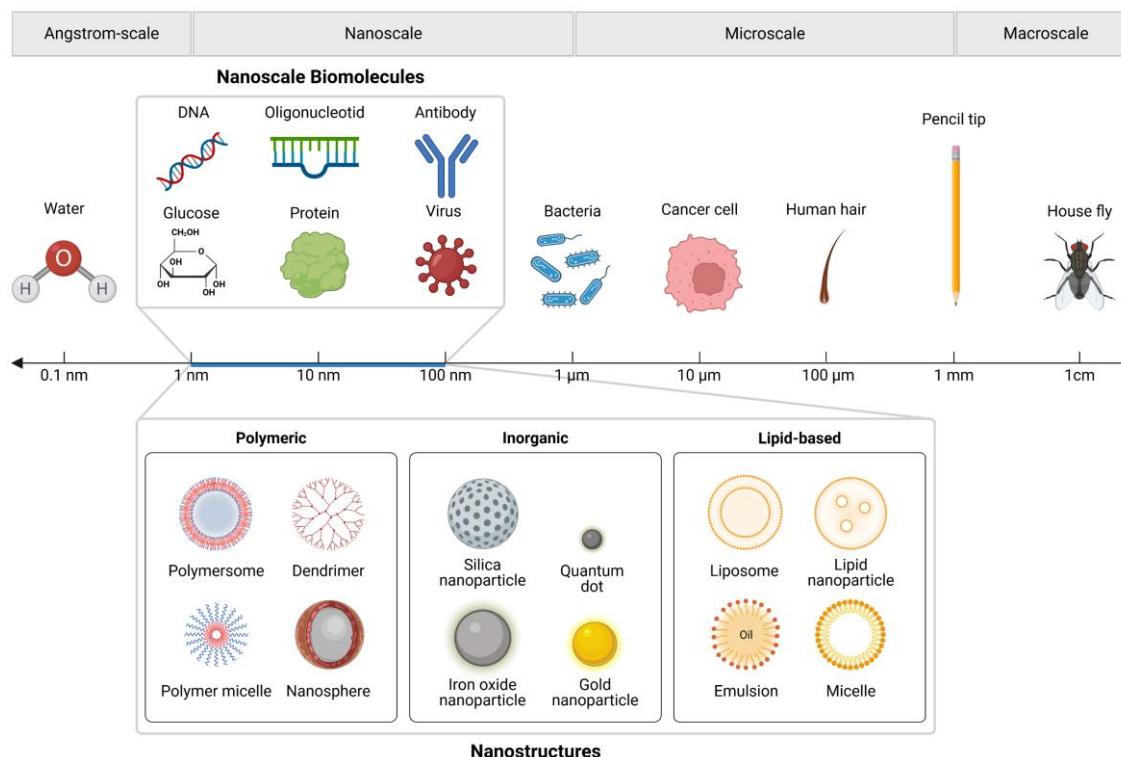 Angstrom-scale
Nanoscale
Microscale
Macroscale
Nanoscale Biomolecules
DNA
Oligonucleotid
Antibody
Pencil tip
Water
Glucose
Protein
Virus
Bacteria
Cancer cell
Human hair
House fly
CH₂OH
O
OH
OH
OH
OH
O
H
H
0.1 nm
1 nm
10 nm
100 nm
1 µm
10 µm
100 µm
1 mm
1cm
Polymeric
Inorganic
Lipid-based
Polymersome
Dendrimer
Silica
nanoparticle
Quantum
dot
Liposome
Lipid
nanoparticle
Oil
Polymer micelle
Nanosphere
Iron oxide
nanoparticle
Gold
nanoparticle
Emulsion
Micelle
Nanostructures